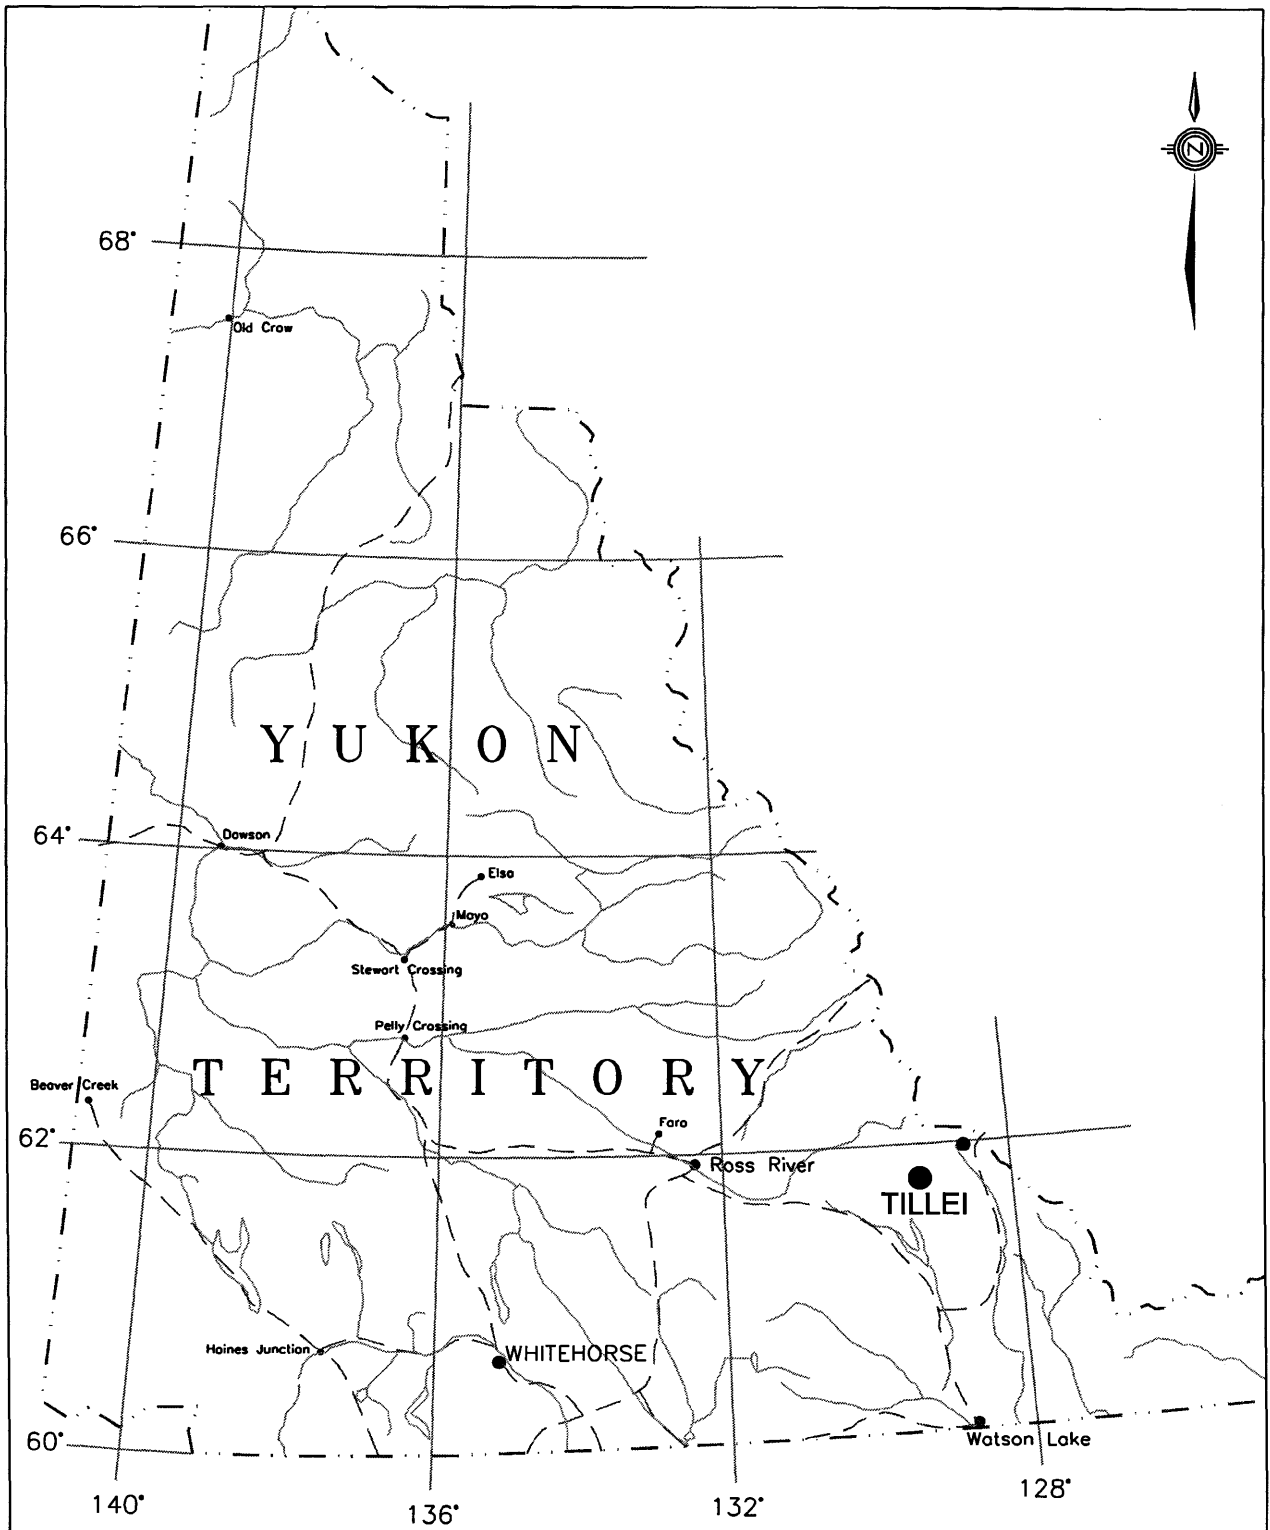 N
68°
Old Crow
66°
YUKON
64°
Dawson
Elsa
Mayo
Stewart Crossing
Pelly Crossing
TERRITORY
Beaver Creek
62°
Faro
Ross River
TILLEI
Haines Junction
WHITEHORSE
60°
Watson Lake
140°
136°
132°
128°